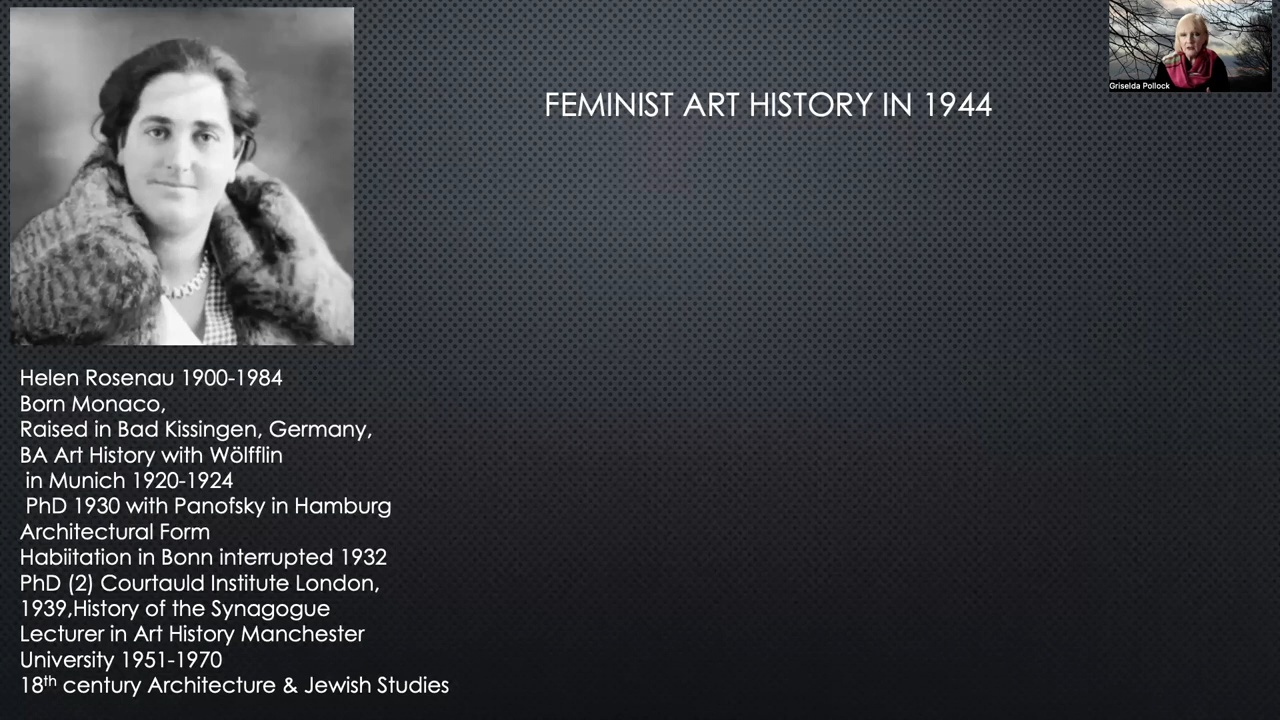 FEMINIST ART HISTORY IN 1944
Griselda Pollock
Helen Rosenau 1900-1984
Born Monaco,
Raised in Bad Kissingen, Germany,
BA Art History with Wölfflin
in Munich 1920-1924
PhD 1930 with Panofsky in Hamburg
Architectural Form
Habiitation in Bonn interrupted 1932
PhD (2) Courtauld Institute London,
1939,History of the Synagogue
Lecturer in Art History Manchester
University 1951-1970
18th century Architecture & Jewish Studies